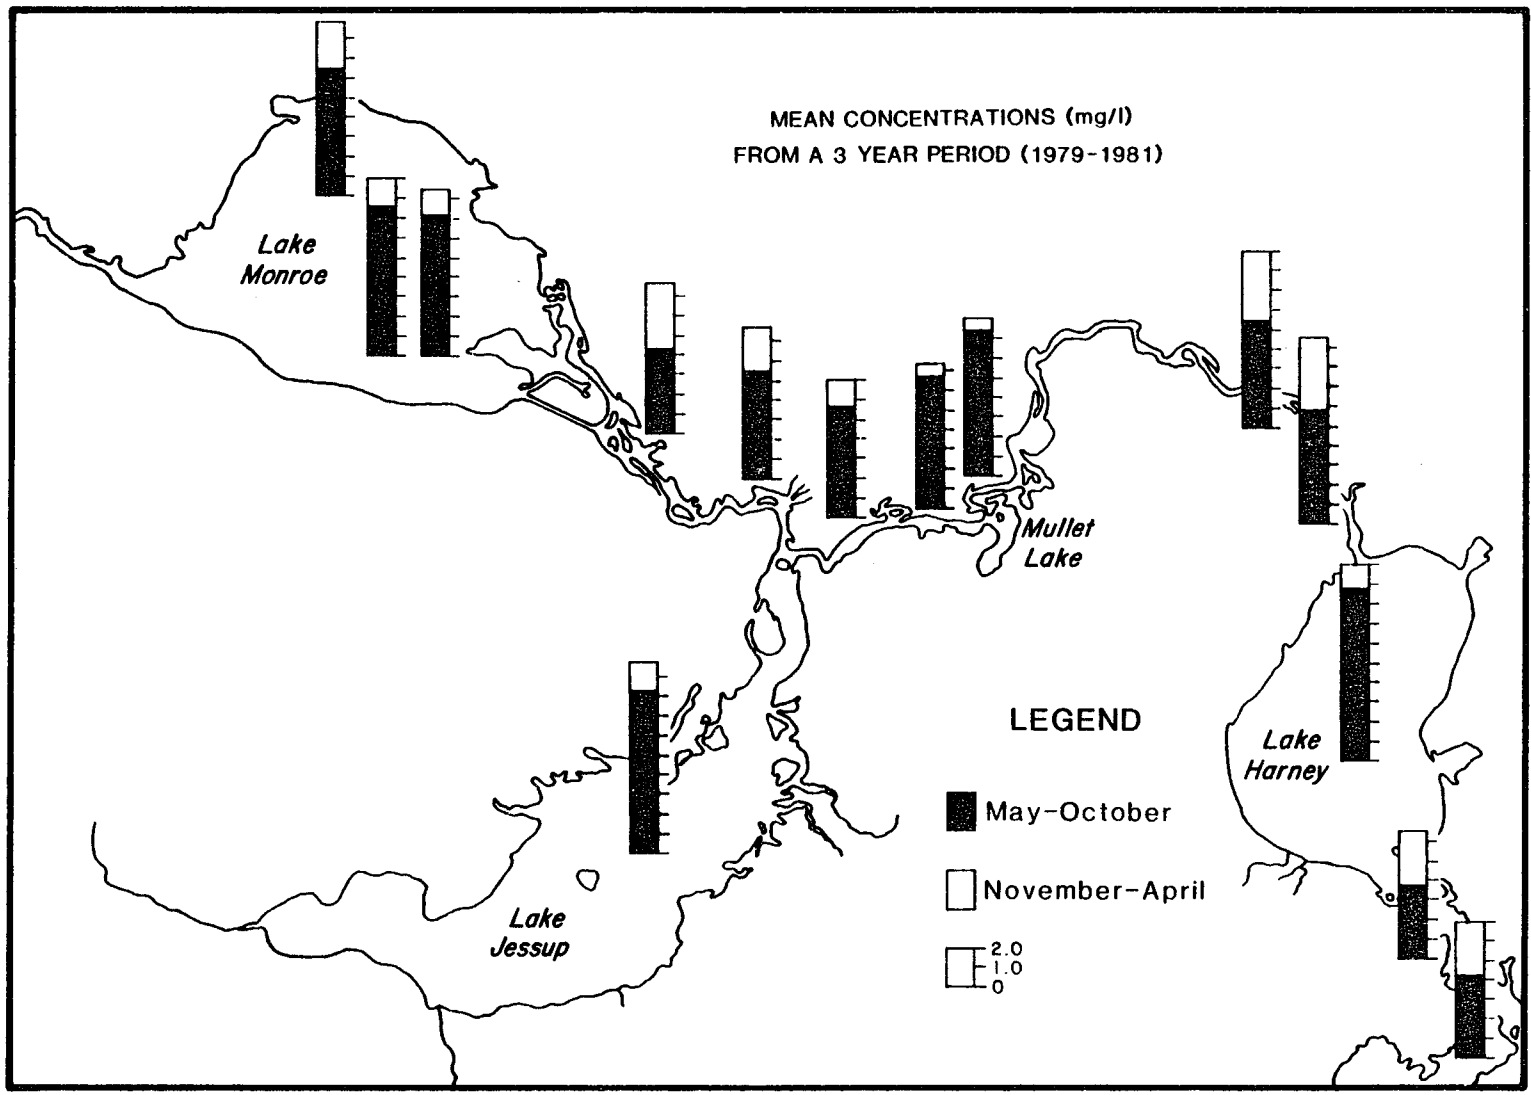 MEAN CONCENTRATIONS (mg/l)
FROM A 3 YEAR PERIOD (1979-1981)
Lake
Monroe
Mullet
Lake
LEGEND
Lake
Harney
May-October
November-April
Lake
Jessup
2.0
1.0
0